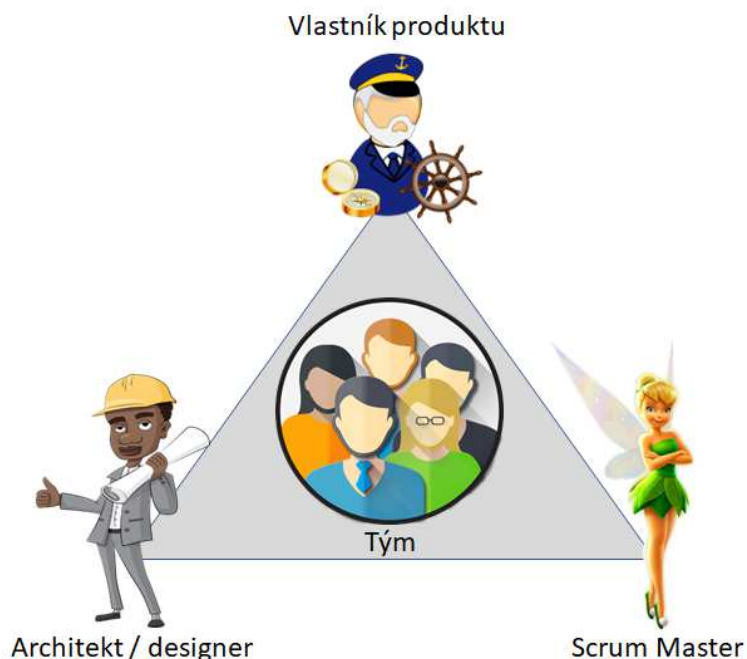 Vlastník produktu
Tým
Architekt / designer
Scrum Master